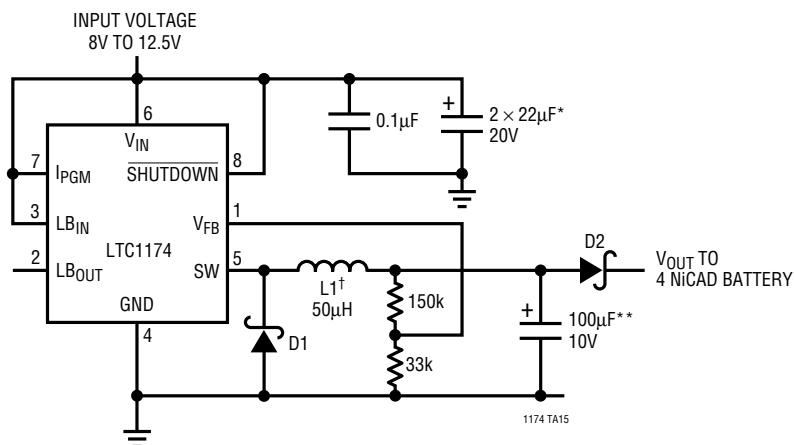 INPUT VOLTAGE
8V TO 12.5V
6
VIN
7
IPGM
SHUTDOWN
8
3
LBIN
VFB
1
LTC1174
2
LBOUT
SW
5
GND
4
0.1µF
+
2 × 22µF*
20V
L1†
50µH
D1
150k
33k
D2
VOUT TO
4 NiCAD BATTERY
+
100µF**
10V
1174 TA15